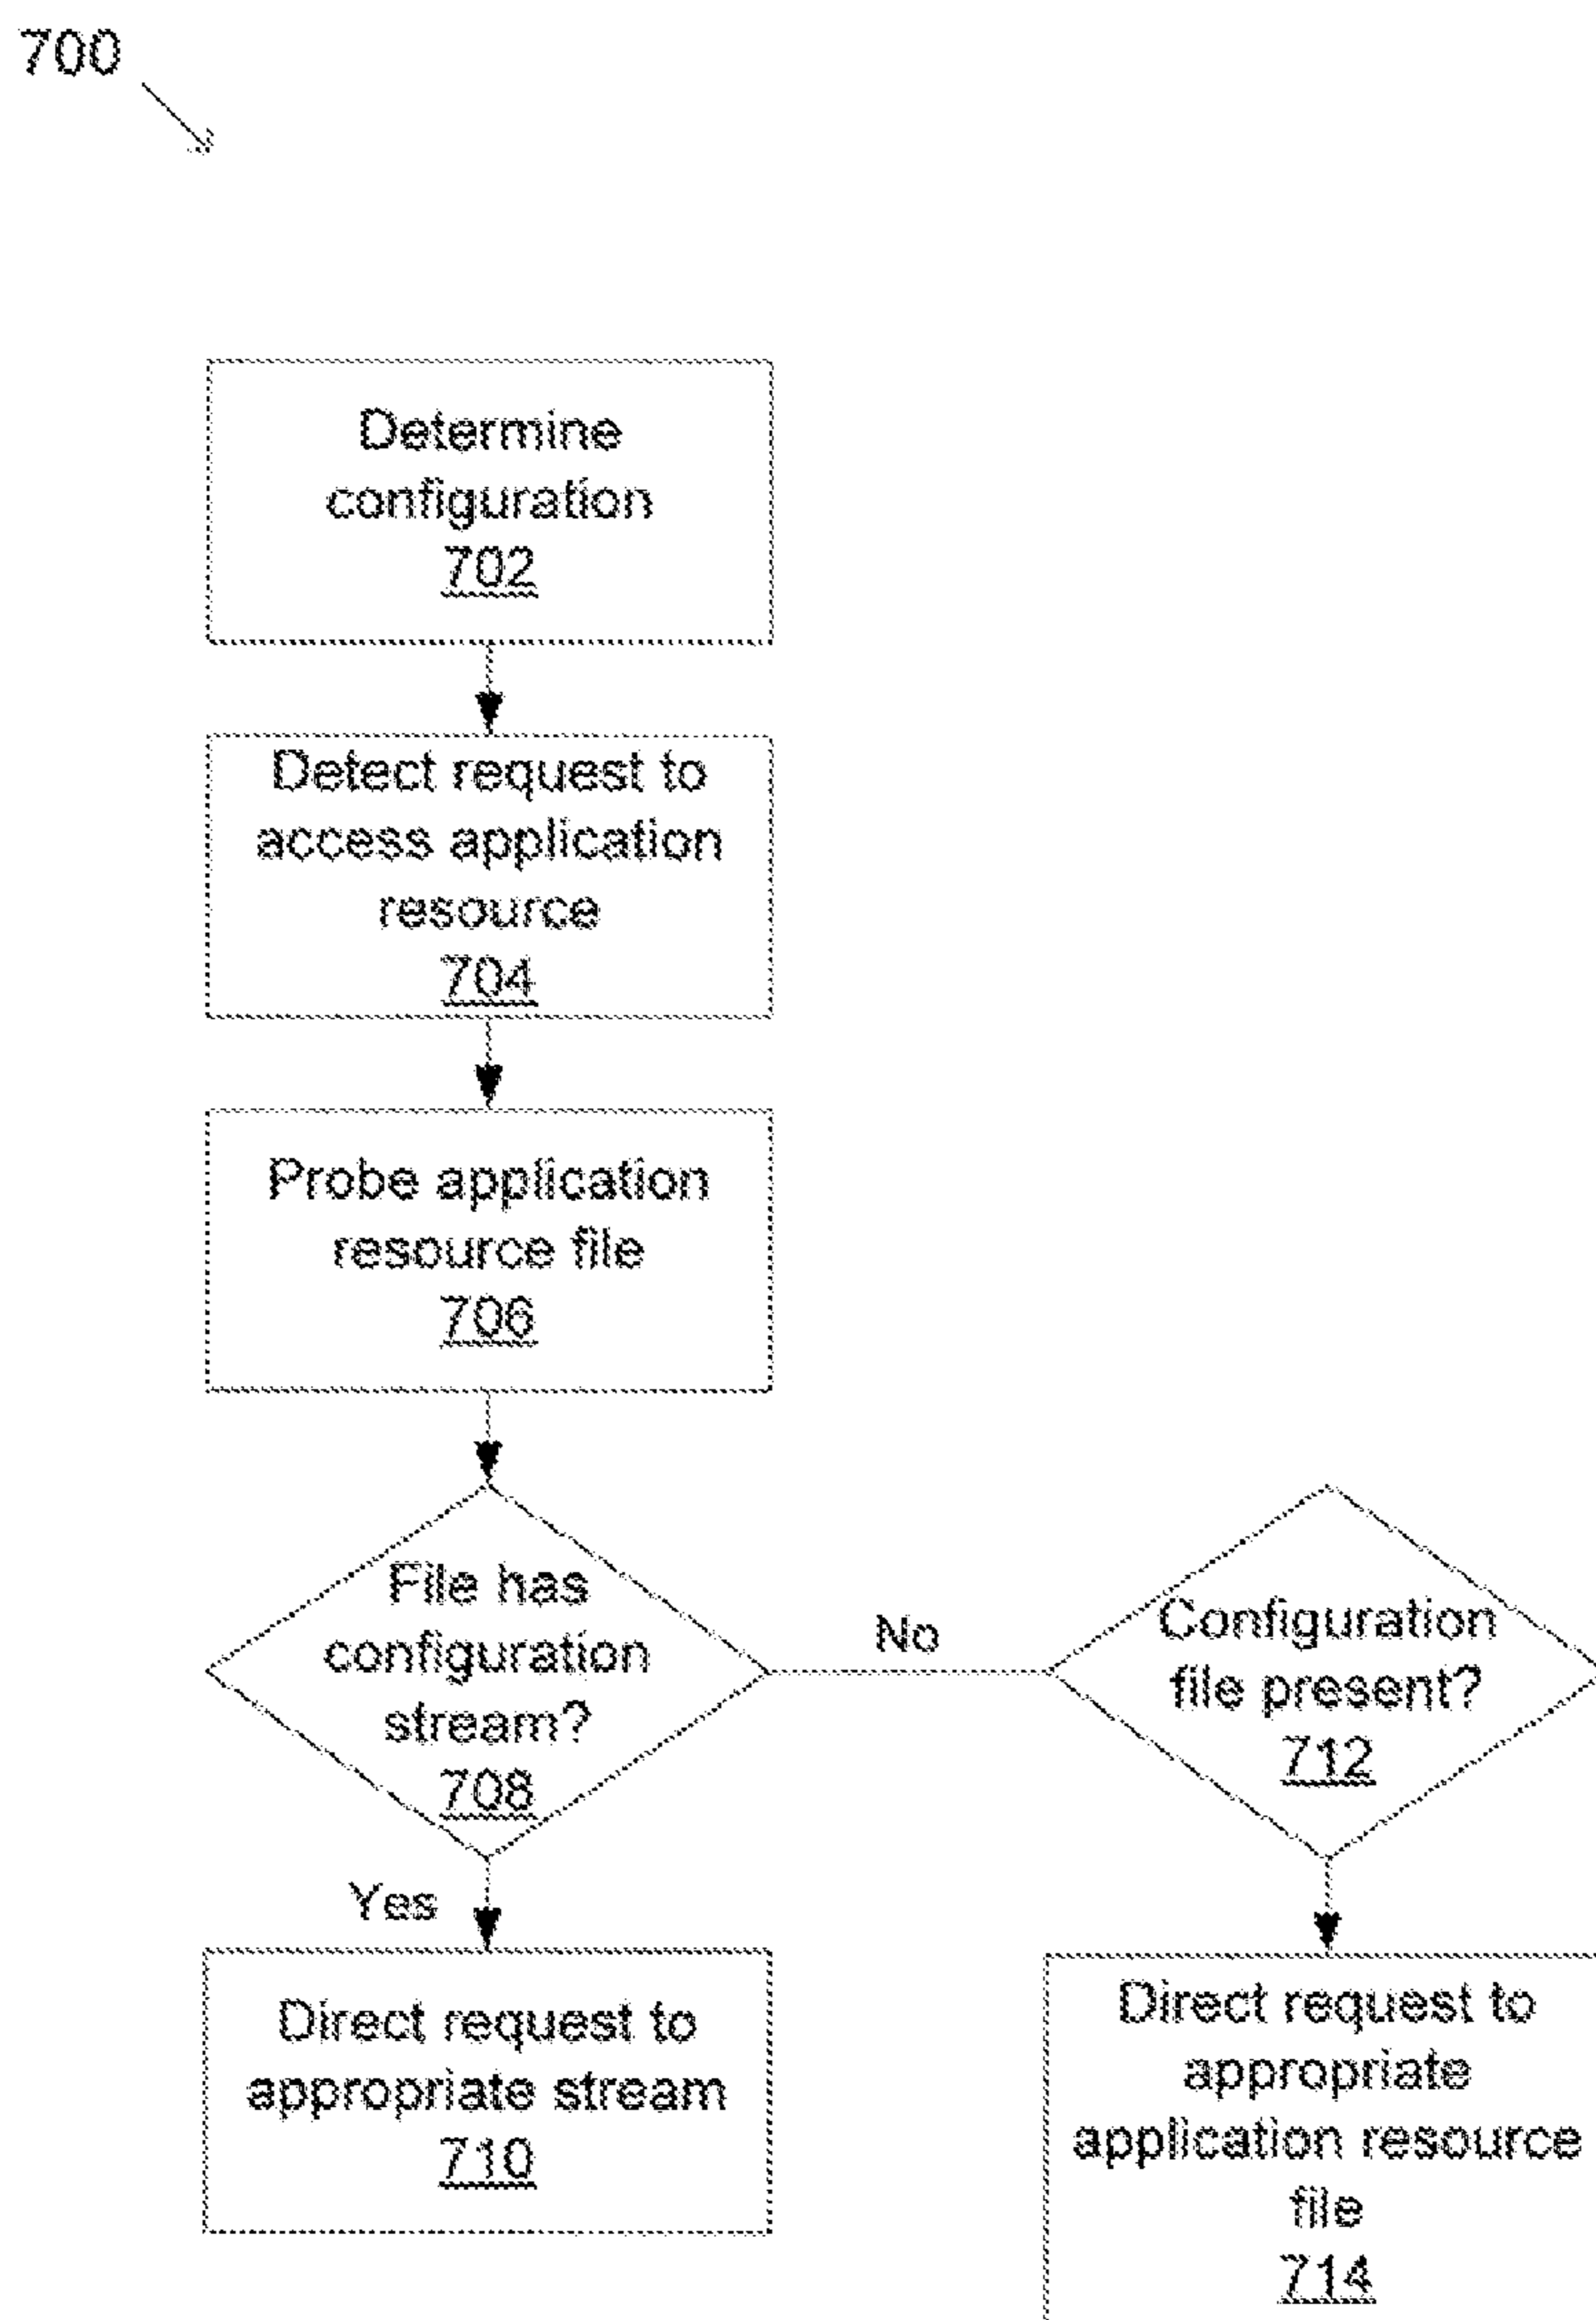 700
Determine
configuration
702
Detect request to
access application
resource
704
Probe application
resource file
706
File has
configuration
stream?
708
No
Configuration
file present?
712
Yes
Direct request to
appropriate stream
710
Direct request to
appropriate
application resource
file
714